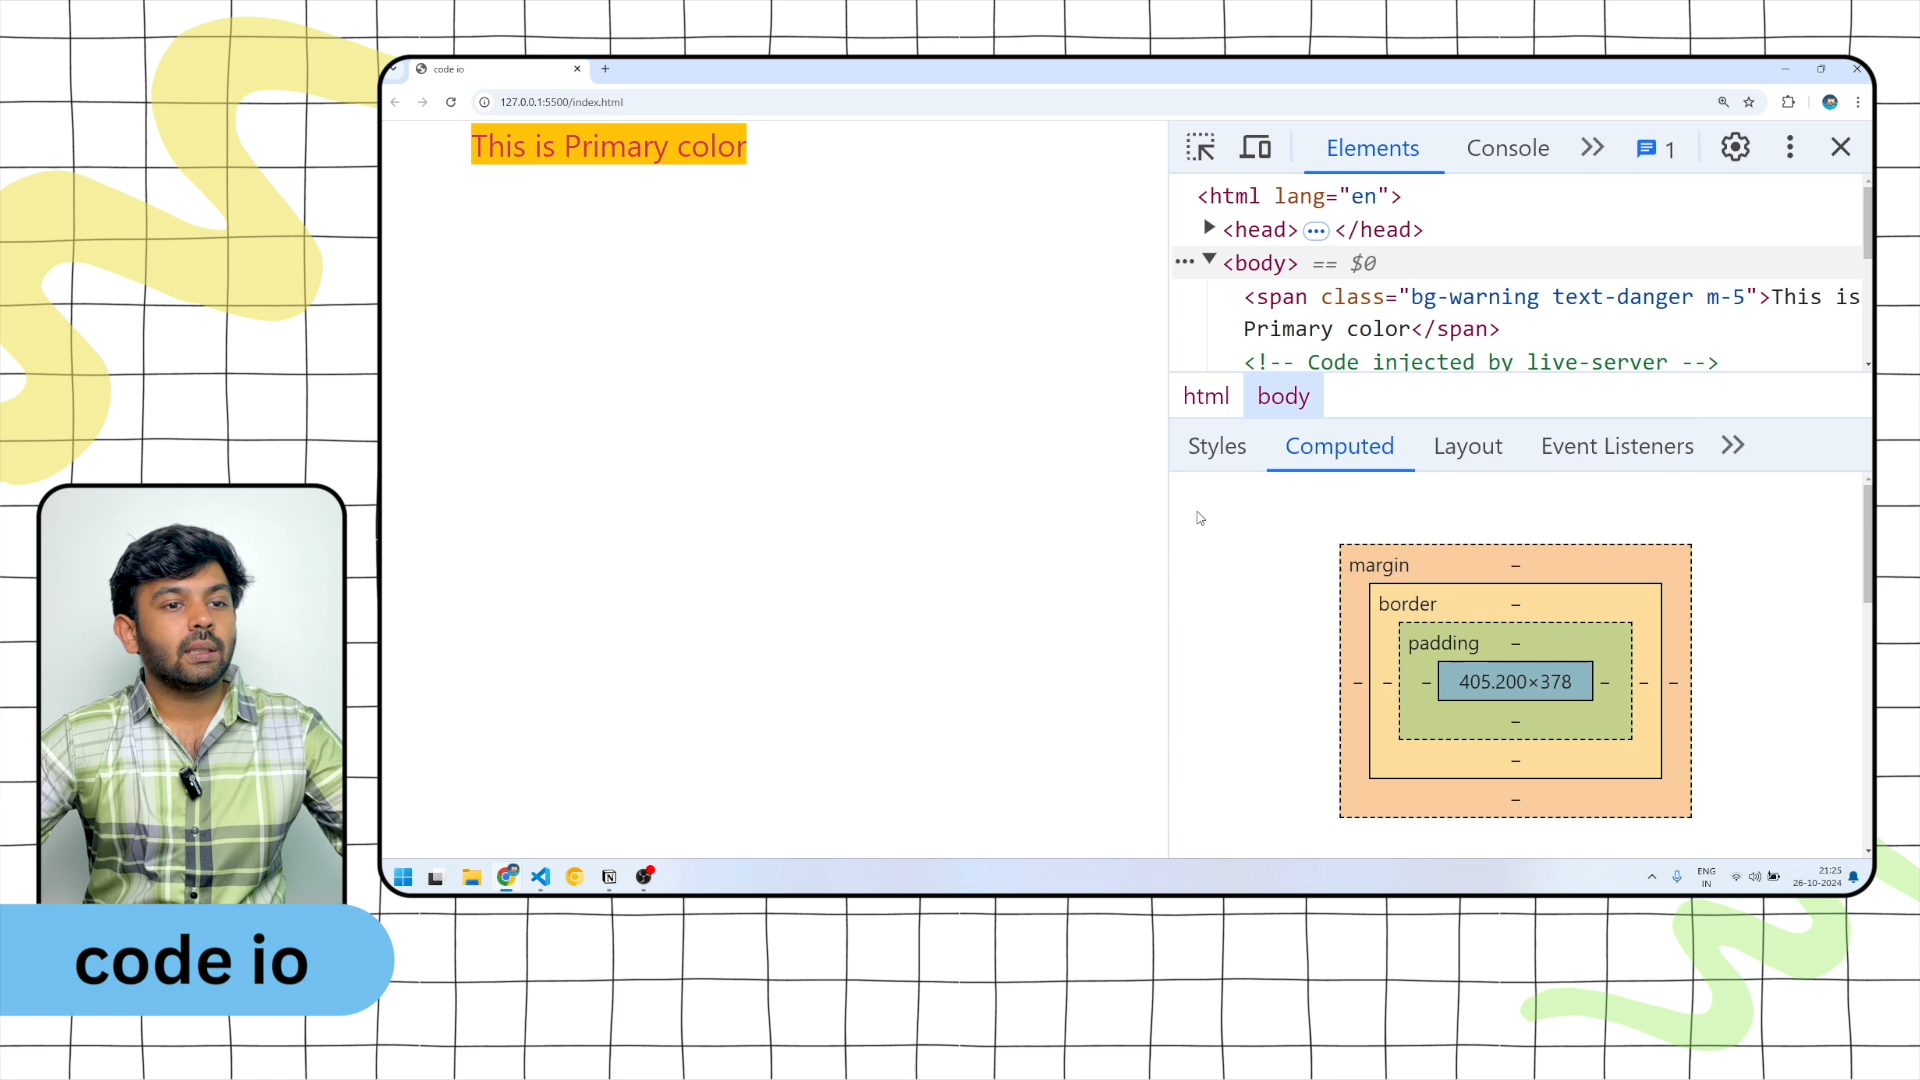 code io
127.0.0.1:5500/index.html
This is Primary color
Elements
Console
1
<html lang="en">
<head> ••• </head>
••• <body> == $0
<span class="bg-warning text-danger m-5">This is
Primary color</span>
<!-- Code injected by live-server -->
html
body
Styles
Computed
Layout
Event Listeners
margin –
border –
padding –
– – – 405.200×378 – – –
–
–
–
ENG
IN
21:25
26-10-2024
code io